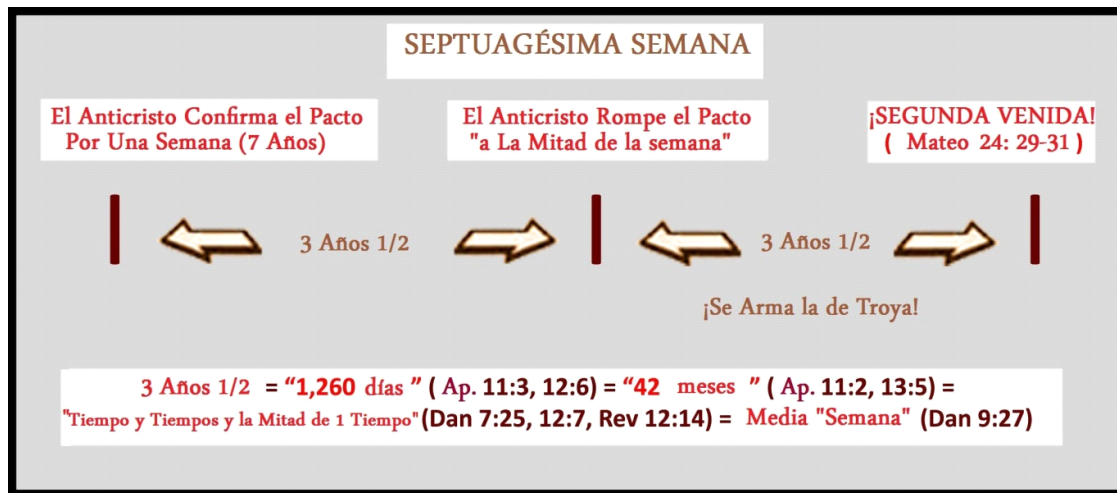 SEPTUAGÉSIMA SEMANA
El Anticristo Confirma el Pacto
Por Una Semana (7 Años)
El Anticristo Rompe el Pacto
"a La Mitad de la semana"
¡SEGUNDA VENIDA!
( Mateo 24: 29-31 )
3 Años 1/2
3 Años 1/2
¡Se Arma la de Troya!
3 Años 1/2 = “1,260 días ” ( Ap. 11:3, 12:6) = “42 meses ” ( Ap. 11:2, 13:5) =
"Tiempo y Tiempos y la Mitad de 1 Tiempo" (Dan 7:25, 12:7, Rev 12:14) = Media "Semana" (Dan 9:27)